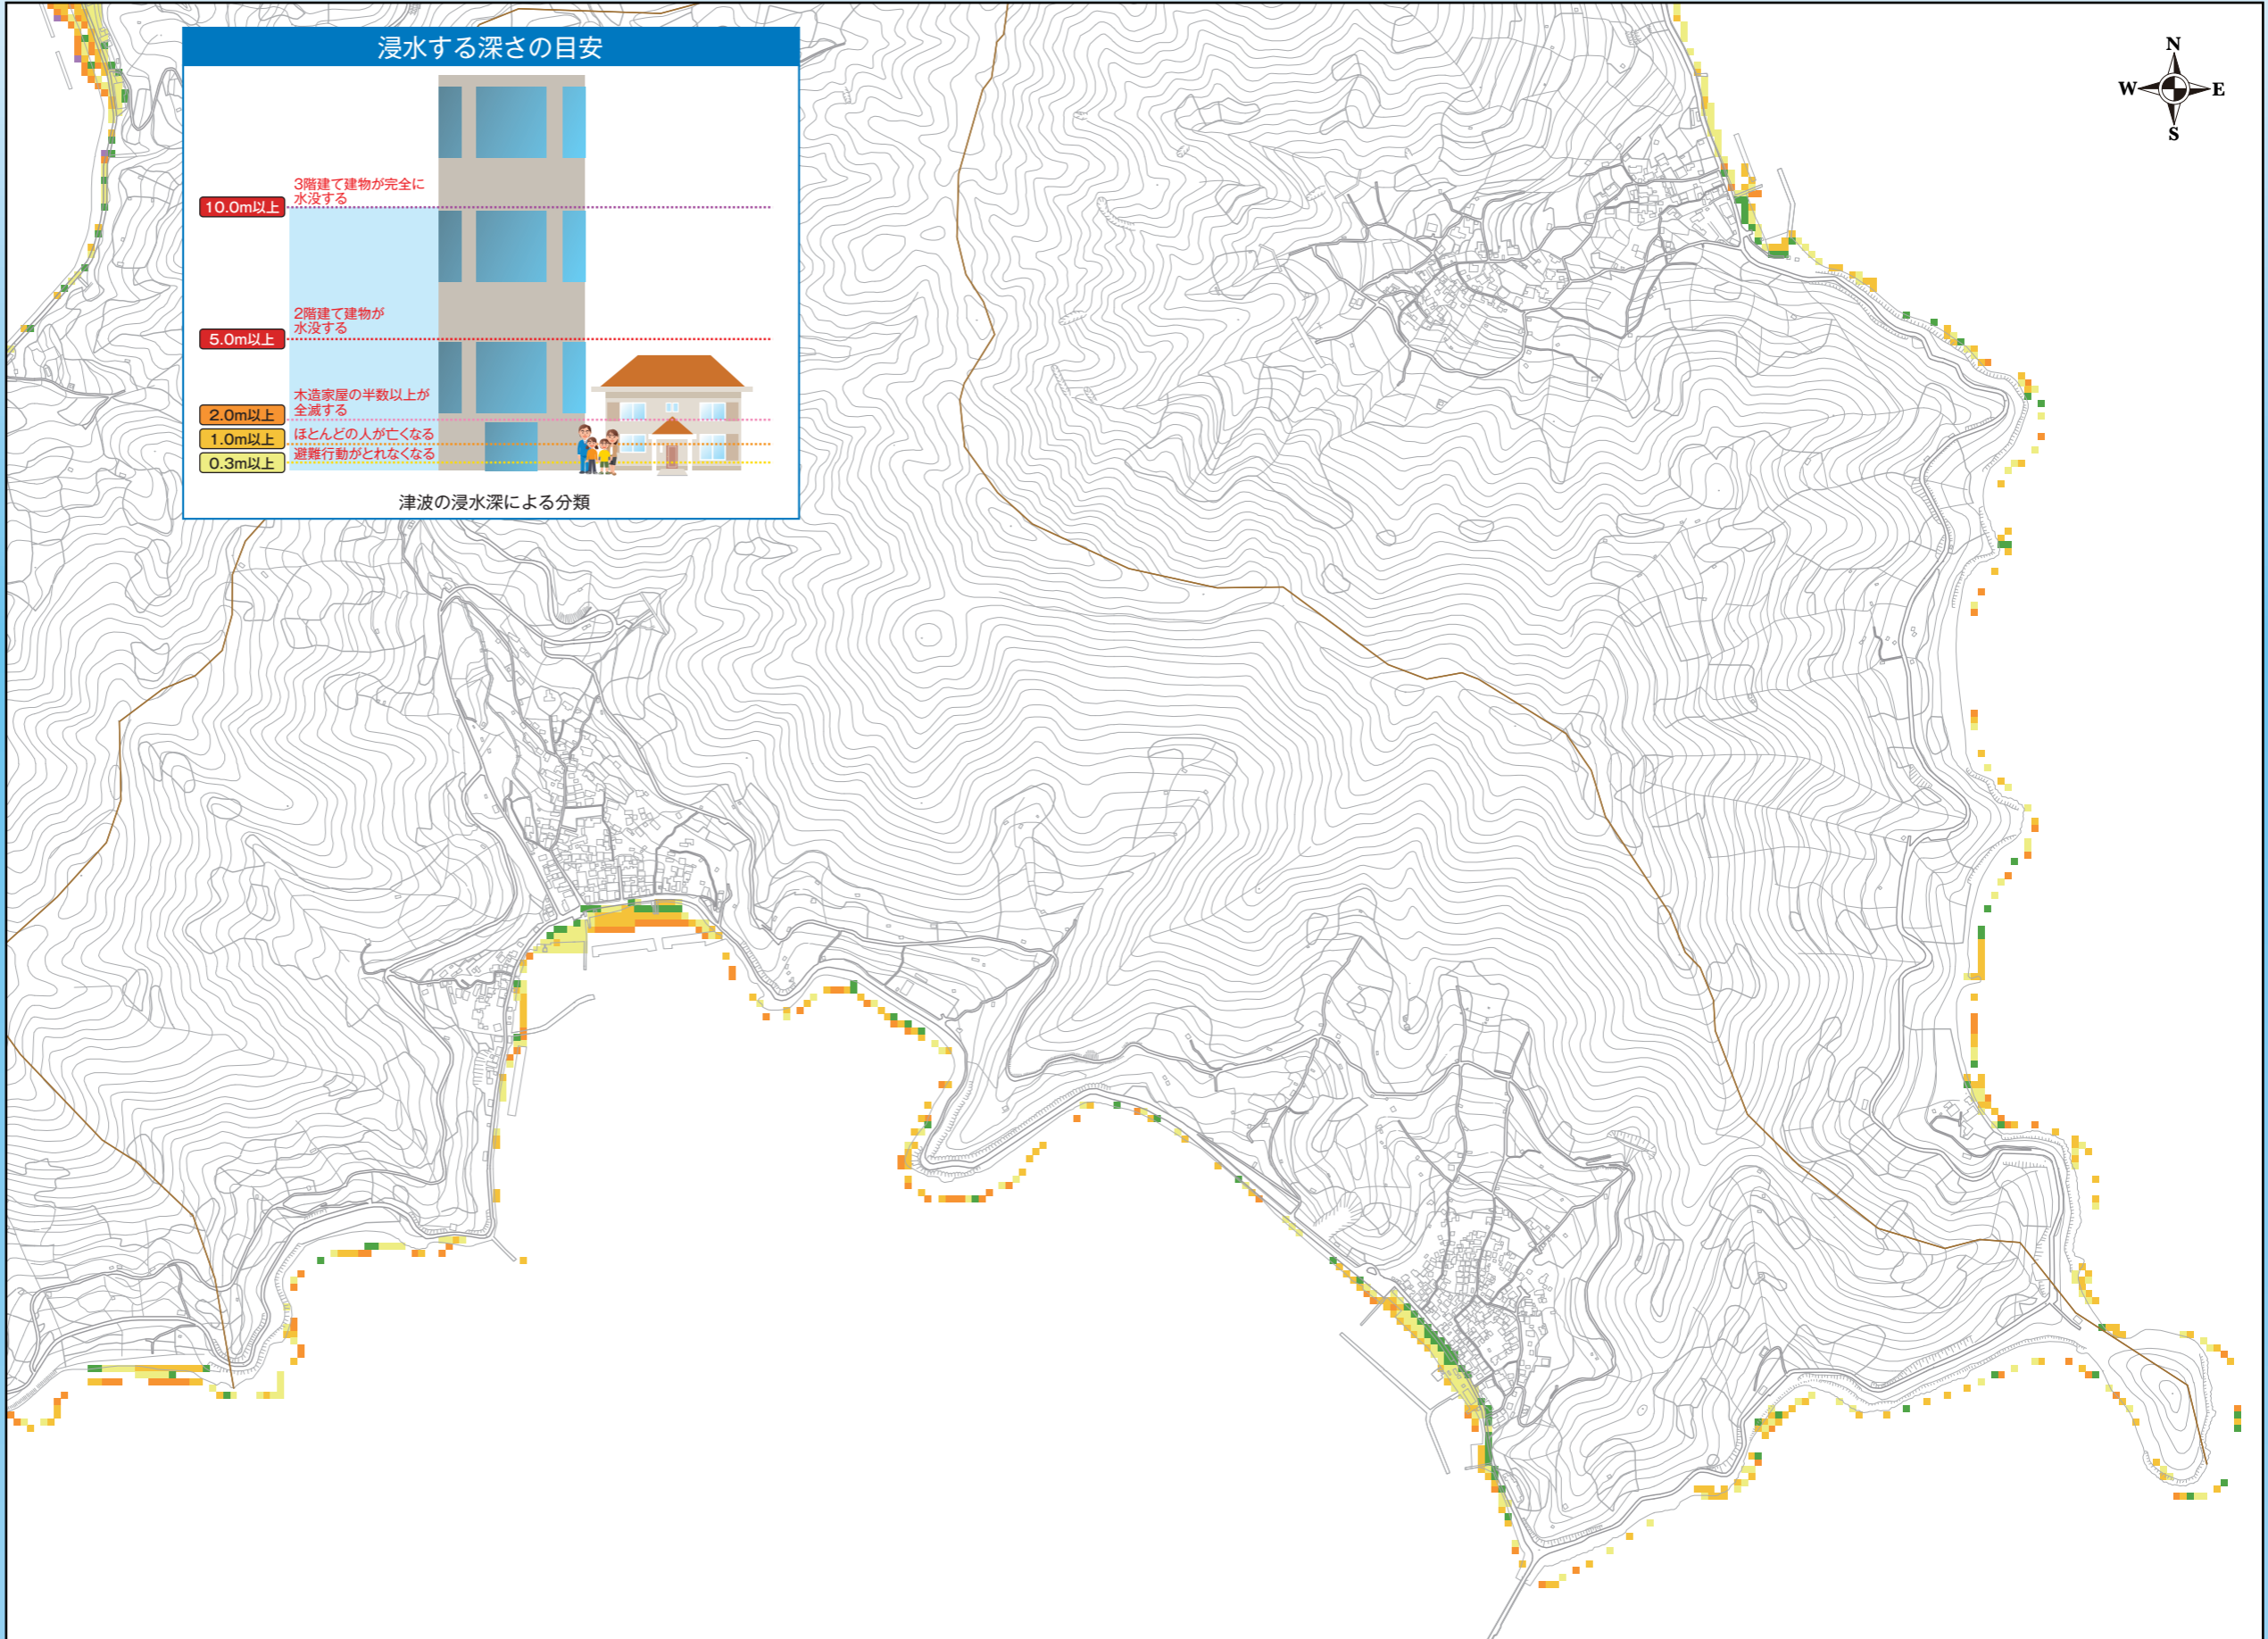 浸水する深さの目安
3階建て建物が完全に
水没する
10.0m以上
2階建て建物が
水没する
5.0m以上
木造家屋の半数以上が
全滅する
2.0m以上
ほとんどの人が亡くなる
1.0m以上
避難行動がとれなくなる
0.3m以上
津波の浸水深による分類
N
W
E
S